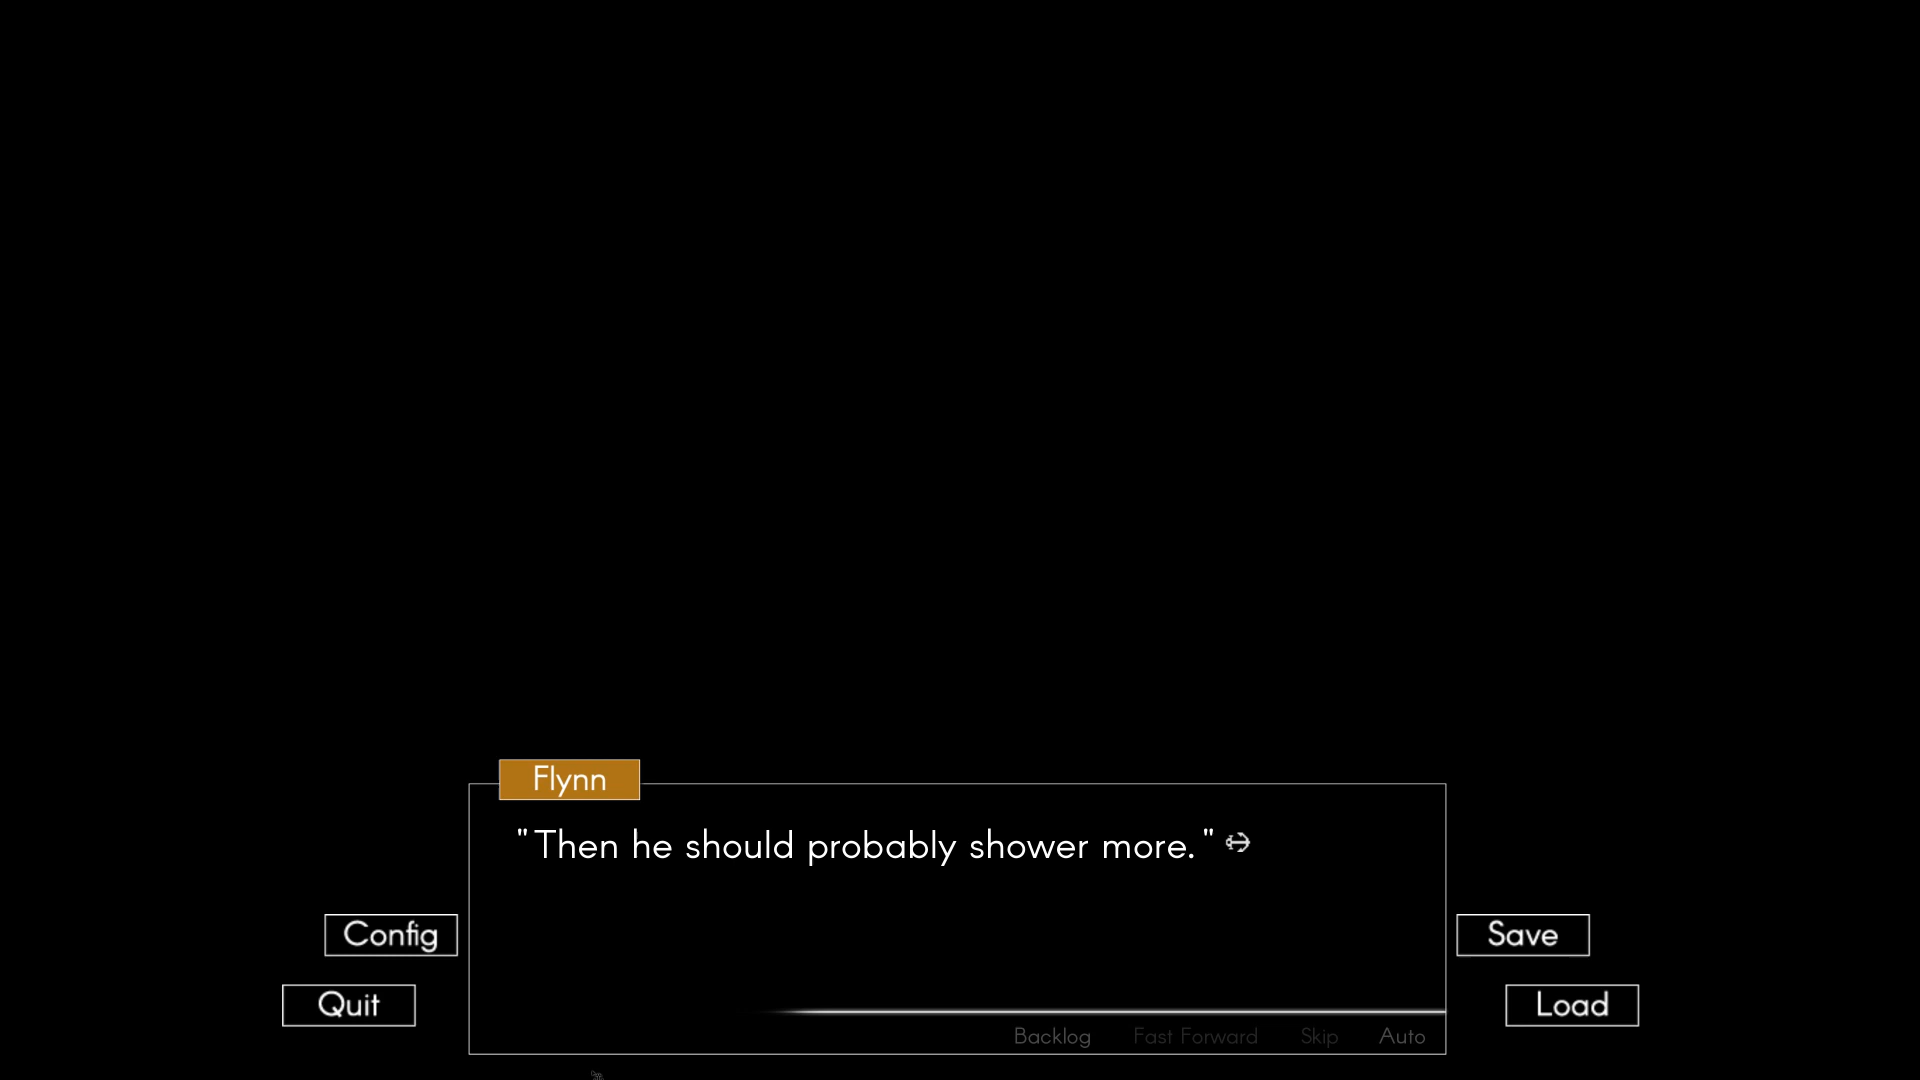 Flynn
"Then he should probably shower more."
Config
Save
Quit
Load
Backlog Fast Forward Skip Auto